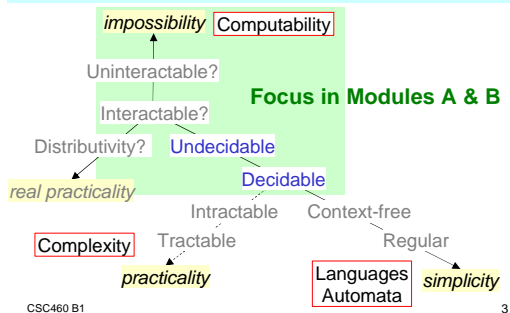 impossibility Computability
Uninteractable?
Focus in Modules A & B
Interactable?
Distributivity? Undecidable
Decidable
real practicality
Intractable Context-free
Complexity Tractable Regular
practicality Languages
Automata simplicity
CSC460 B1 3